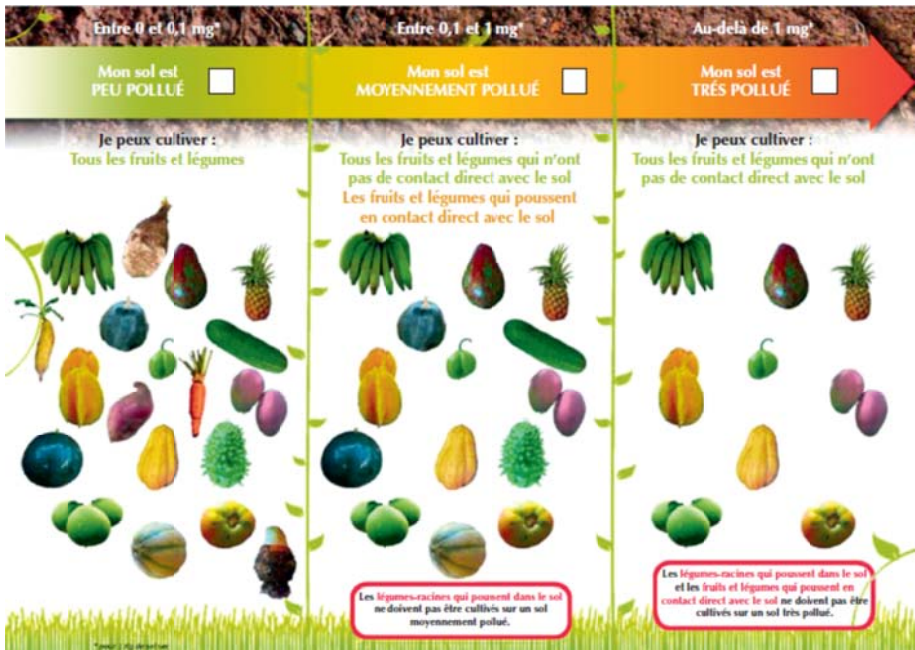 Entre 0 et 0,1 mg*
Mon sol est
PEU POLLUÉ
Je peux cultiver :
Tous les fruits et légumes
Entre 0,1 et 1 mg*
Mon sol est
MOYENNEMENT POLLUÉ
Je peux cultiver :
Tous les fruits et légumes qui n'ont
pas de contact direct avec le sol
Les fruits et légumes qui poussent
en contact direct avec le sol
Les légumes-racines qui poussent dans le sol
ne doivent pas être cultivés sur un sol
moyennement pollué.
Au-delà de 1 mg*
Mon sol est
TRÉS POLLUÉ
Je peux cultiver :
Tous les fruits et légumes qui n'ont
pas de contact direct avec le sol
Les légumes-racines qui poussent dans le sol
et les fruits et légumes qui poussent en
contact direct avec le sol ne doivent pas être
cultivés sur un sol très pollué.